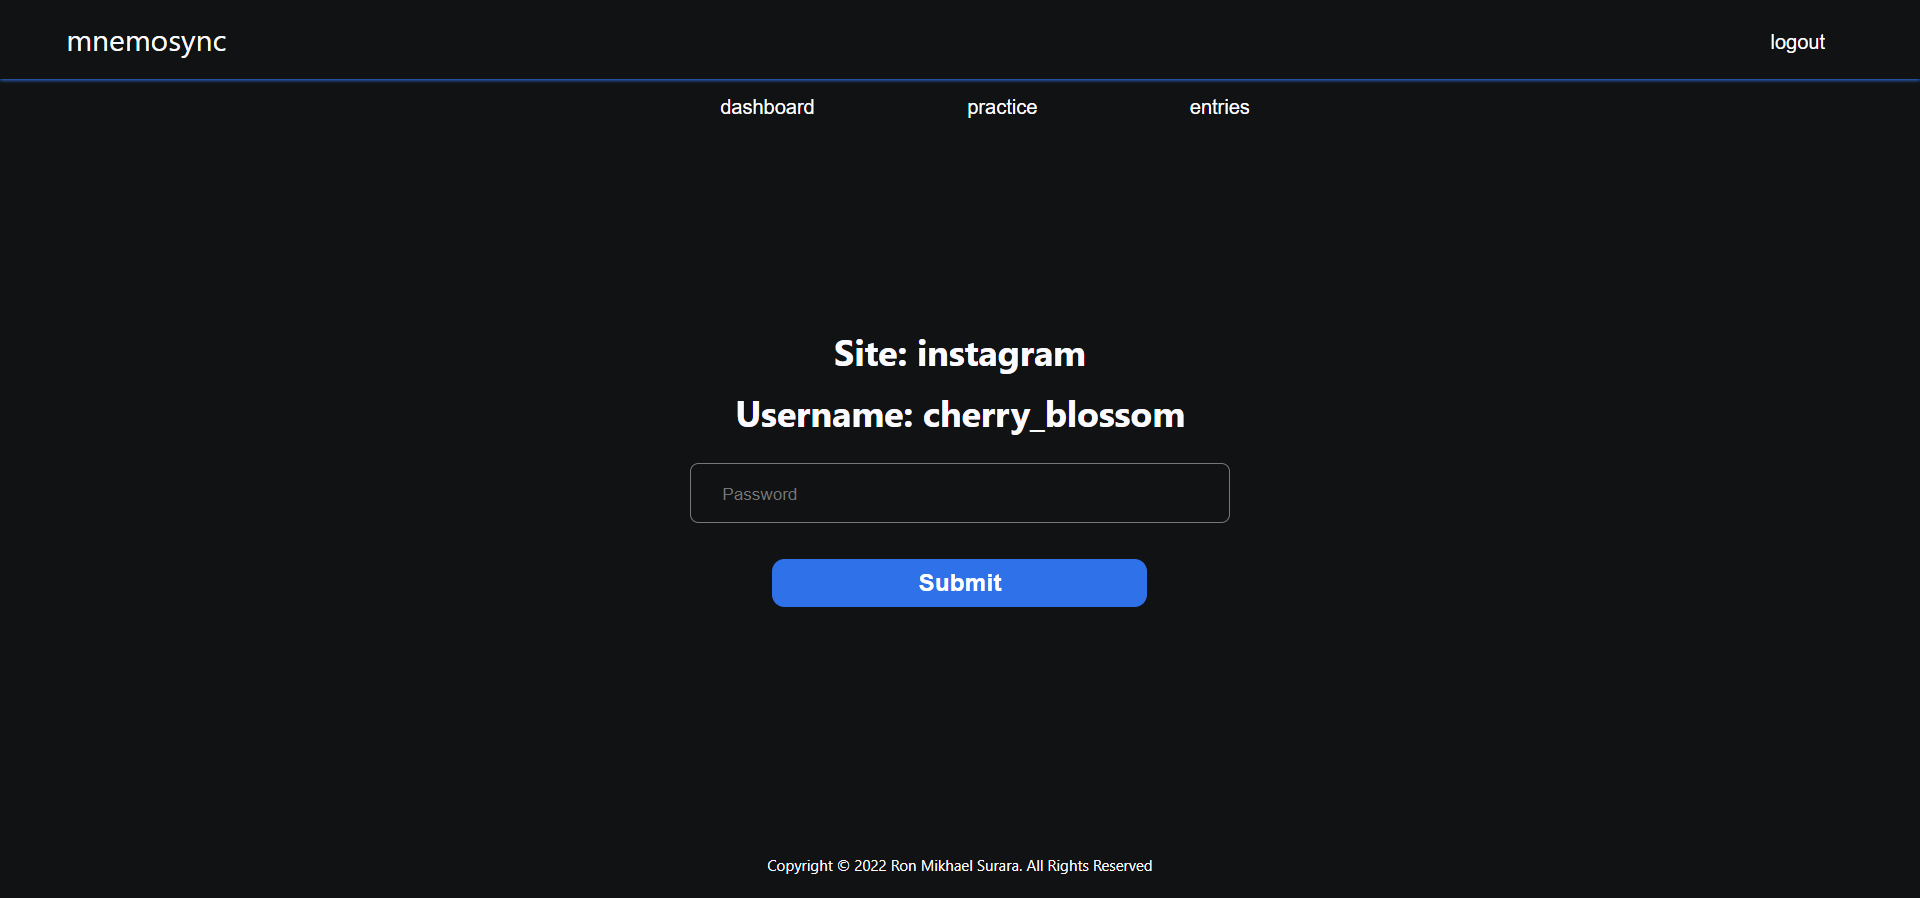 mnemosync
logout
dashboard practice entries
Site: instagram
Username: cherry_blossom
Password
Submit
Copyright © 2022 Ron Mikhael Surara. All Rights Reserved